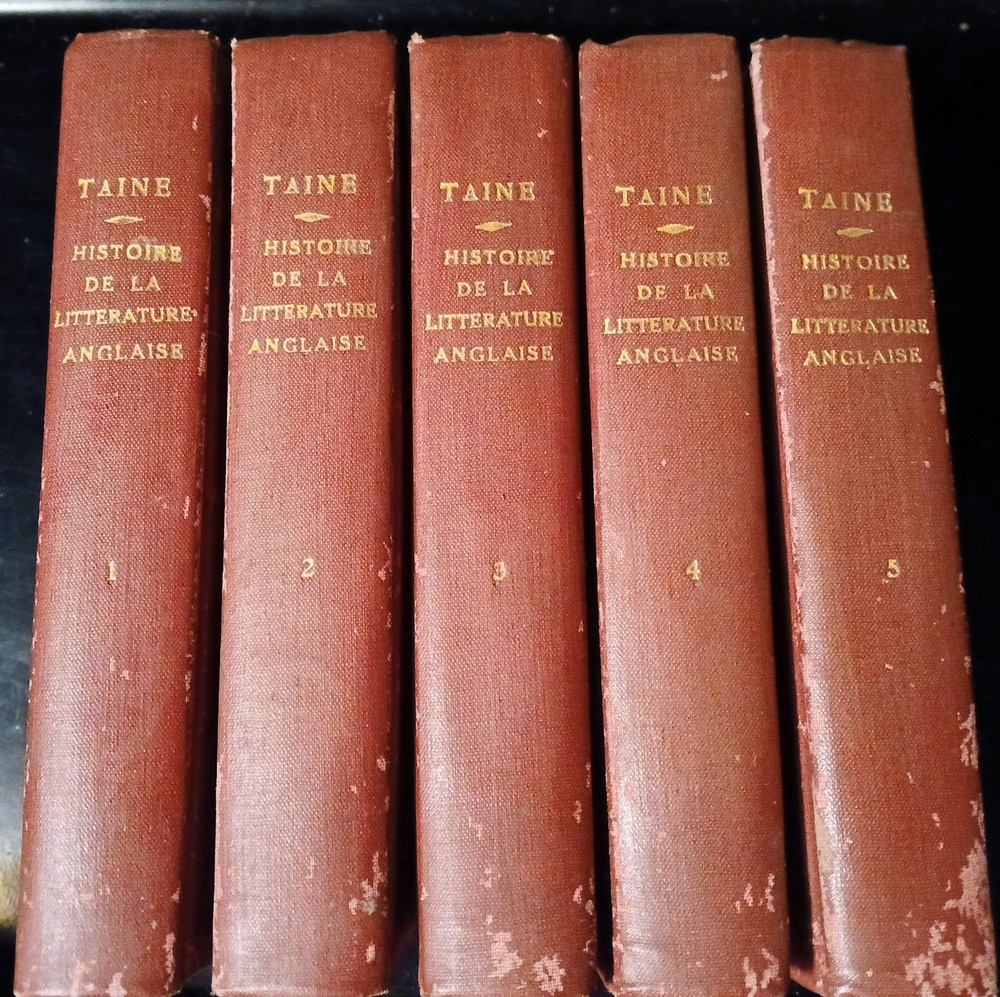 TAINE
HISTOIRE
DE LA
LITTERATURE
ANGLAISE
1
TAINE
HISTOIRE
DE LA
LITTERATURE
ANGLAISE
2
TAINE
HISTOIRE
DE LA
LITTERATURE
ANGLAISE
3
TAINE
HISTOIRE
DE LA
LITTERATURE
ANGLAISE
4
TAINE
HISTOIRE
DE LA
LITTERATURE
ANGLAISE
5